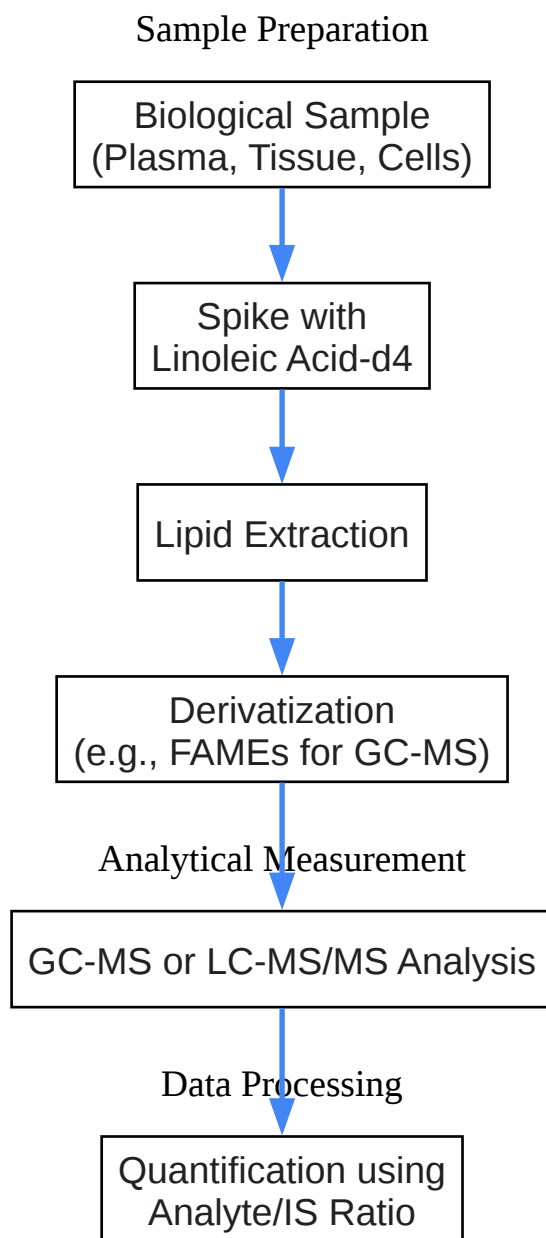 Sample Preparation
Biological Sample
(Plasma, Tissue, Cells)
Spike with
Linoleic Acid-d4
Lipid Extraction
Derivatization
(e.g., FAMEs for GC-MS)
Analytical Measurement
GC-MS or LC-MS/MS Analysis
Data Processing
Quantification using
Analyte/IS Ratio